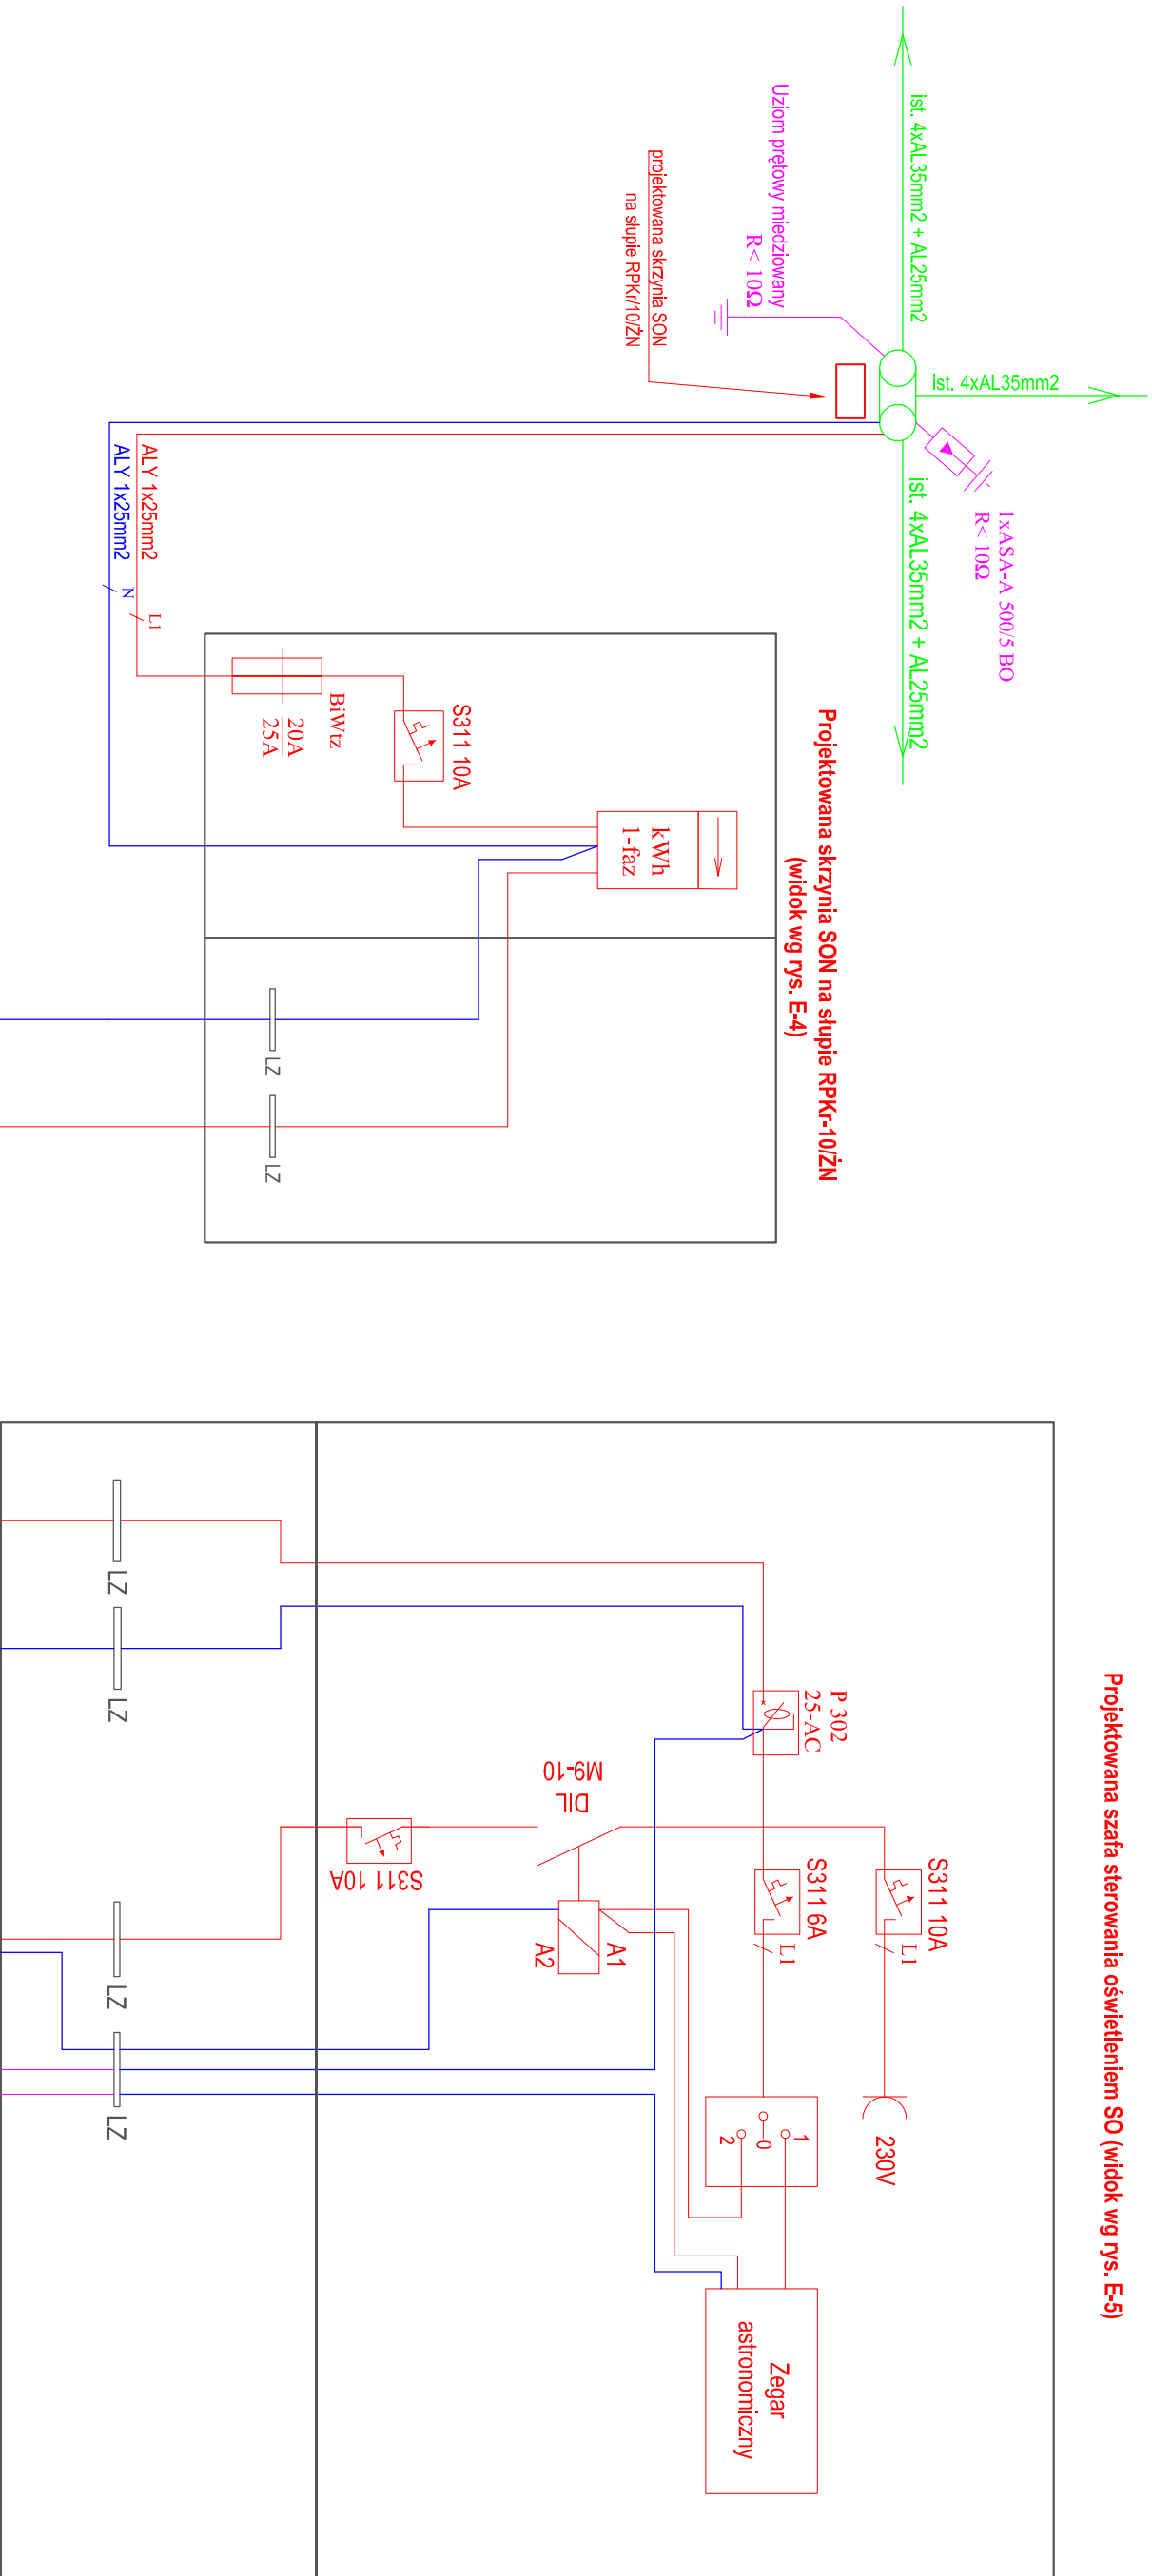 ist. 4xAL35mm2 + AL25mm2
ist. 4xAL35mm2
ist. 4xAL35mm2 + AL25mm2
1xASA-A 500/5 BO
R< 10Ω
Uziom prętowy miedziowany
R< 10Ω
projektowana skrzynia SON
na słupie RPKr/10/ŻN
ALY 1x25mm2
ALY 1x25mm2
L1
N
Projektowana skrzynia SON na słupie RPKr-10/ŻN
(widok wg rys. E-4)
BiWtz
20A
25A
S311 10A
kWh
1-faz
LZ
LZ
Projektowana szafa sterowania oświetleniem SO (widok wg rys. E-5)
P 302
25-AC
S311 10A
L1
230V
S311 6A
L1
1
0
2
DIL
M9-10
A1
A2
S311 10A
Zegar
astronomiczny
LZ
LZ
LZ
LZ